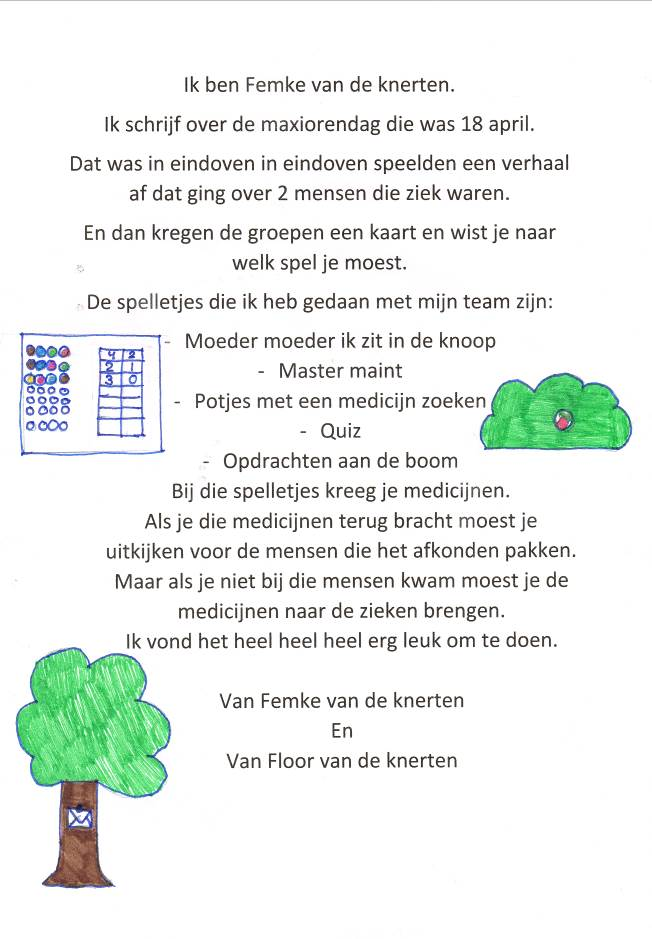 Ik ben Femke van de knerten.
Ik schrijf over de maxiorendag die was 18 april.
Dat was in eindoven in eindoven speelden een verhaal
af dat ging over 2 mensen die ziek waren.
En dan kregen de groepen een kaart en wist je naar
welk spel je moest.
De spelletjes die ik heb gedaan met mijn team zijn:
- Moeder moeder ik zit in de knoop
- Master maint
- Potjes met een medicijn zoeken
- Quiz
- Opdrachten aan de boom
4 2
2 1
3 0
Bij die spelletjes kreeg je medicijnen.
Als je die medicijnen terug bracht moest je
uitkijken voor de mensen die het afkonden pakken.
Maar als je niet bij die mensen kwam moest je de
medicijnen naar de zieken brengen.
Ik vond het heel heel heel erg leuk om te doen.
Van Femke van de knerten
En
Van Floor van de knerten